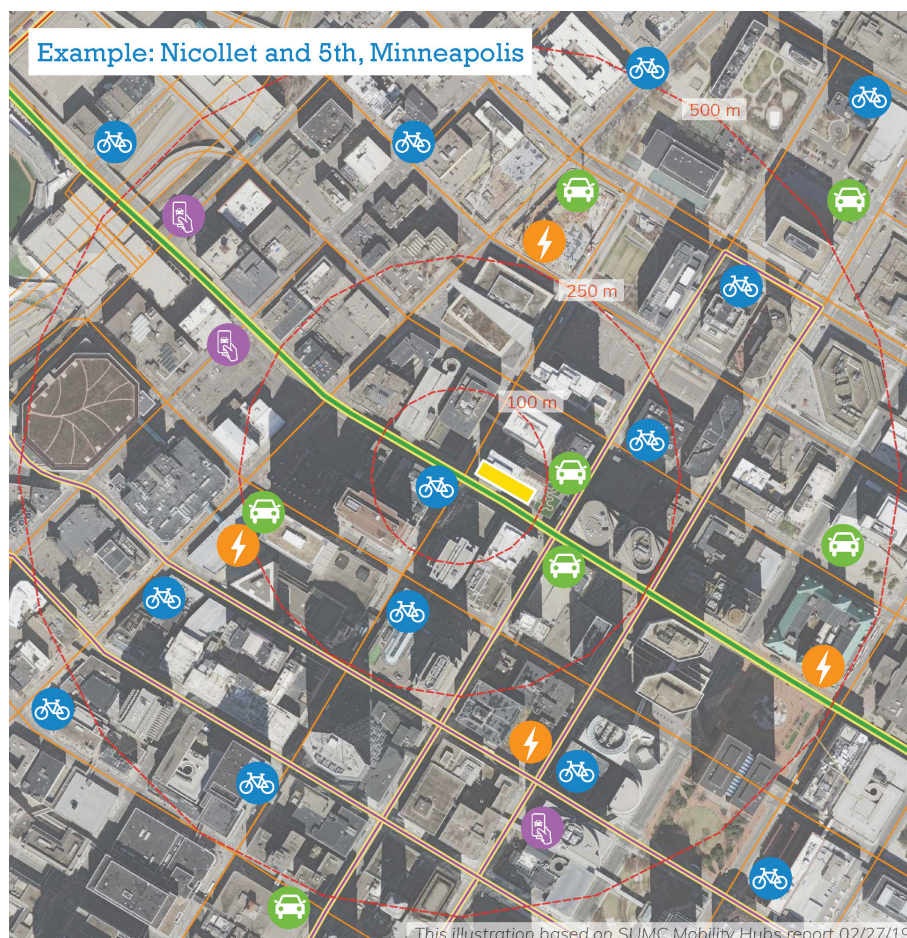 Example: Nicollet and 5th, Minneapolis
500 m
250 m
100 m
This illustration based on SUMC Mobility Hubs report 02/27/19